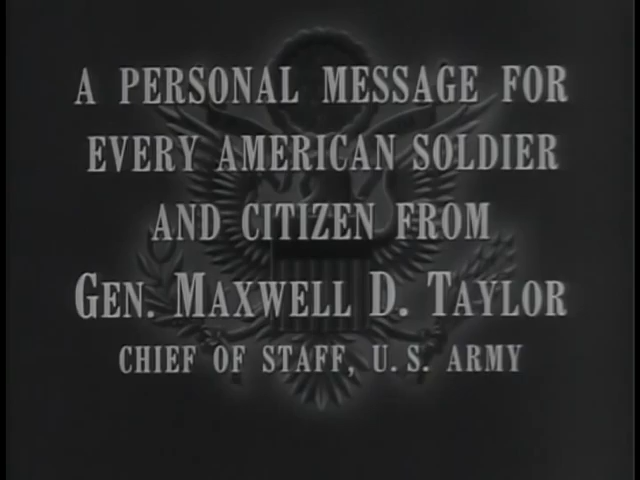 A PERSONAL MESSAGE FOR
EVERY AMERICAN SOLDIER
AND CITIZEN FROM
GEN. MAXWELL D. TAYLOR
CHIEF OF STAFF, U. S. ARMY